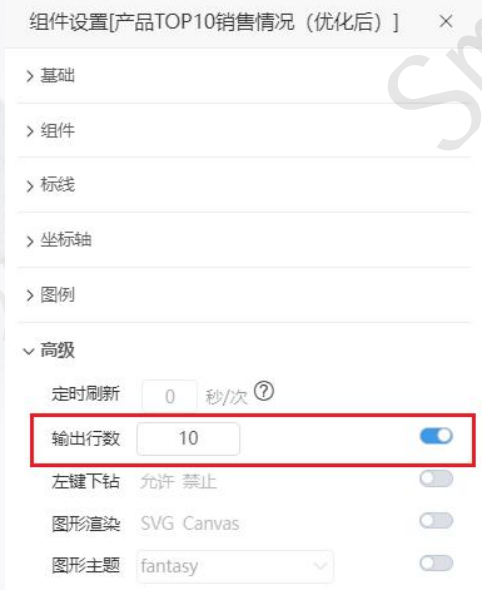 组件设置[产品TOP10销售情况（优化后）] ×
基础
组件
标线
坐标轴
图例
高级
定时刷新 0 秒/次 ?
输出行数 10
左键下钻 允许 禁止
图形渲染 SVG Canvas
图形主题 fantasy
Sm